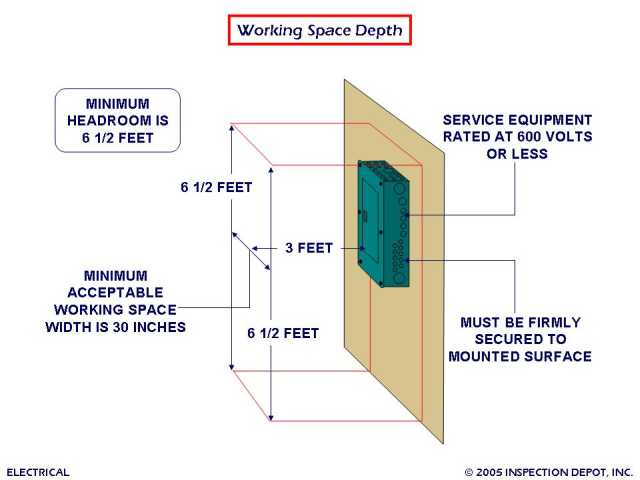 Working Space Depth
MINIMUM
HEADROOM IS
6 1/2 FEET
SERVICE EQUIPMENT
RATED AT 600 VOLTS
OR LESS
6 1/2 FEET
3 FEET
MINIMUM
ACCEPTABLE
WORKING SPACE
WIDTH IS 30 INCHES
6 1/2 FEET
MUST BE FIRMLY
SECURED TO
MOUNTED SURFACE
ELECTRICAL
© 2005 INSPECTION DEPOT, INC.